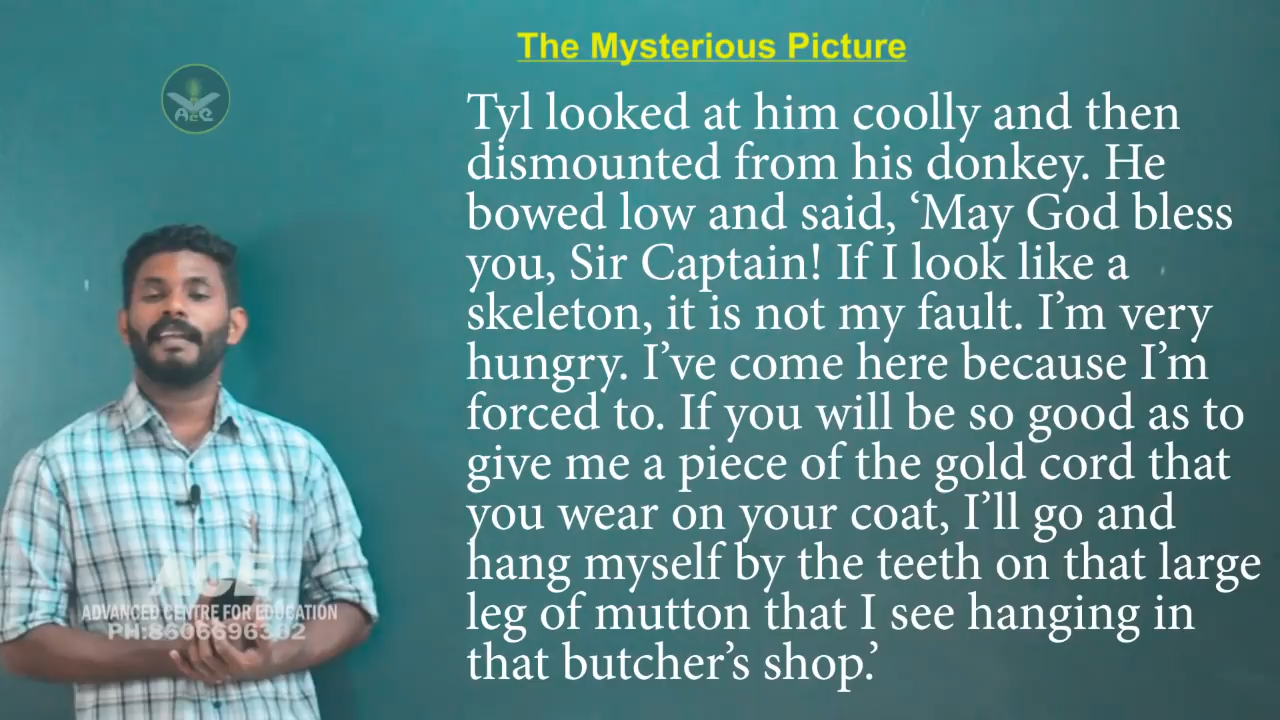 The Mysterious Picture
Tyl looked at him coolly and then
dismounted from his donkey. He
bowed low and said, ‘May God bless
you, Sir Captain! If I look like a
skeleton, it is not my fault. I’m very
hungry. I’ve come here because I’m
forced to. If you will be so good as to
give me a piece of the gold cord that
you wear on your coat, I’ll go and
hang myself by the teeth on that large
leg of mutton that I see hanging in
that butcher’s shop.’
AcE
ACE
ADVANCED CENTRE FOR EDUCATION